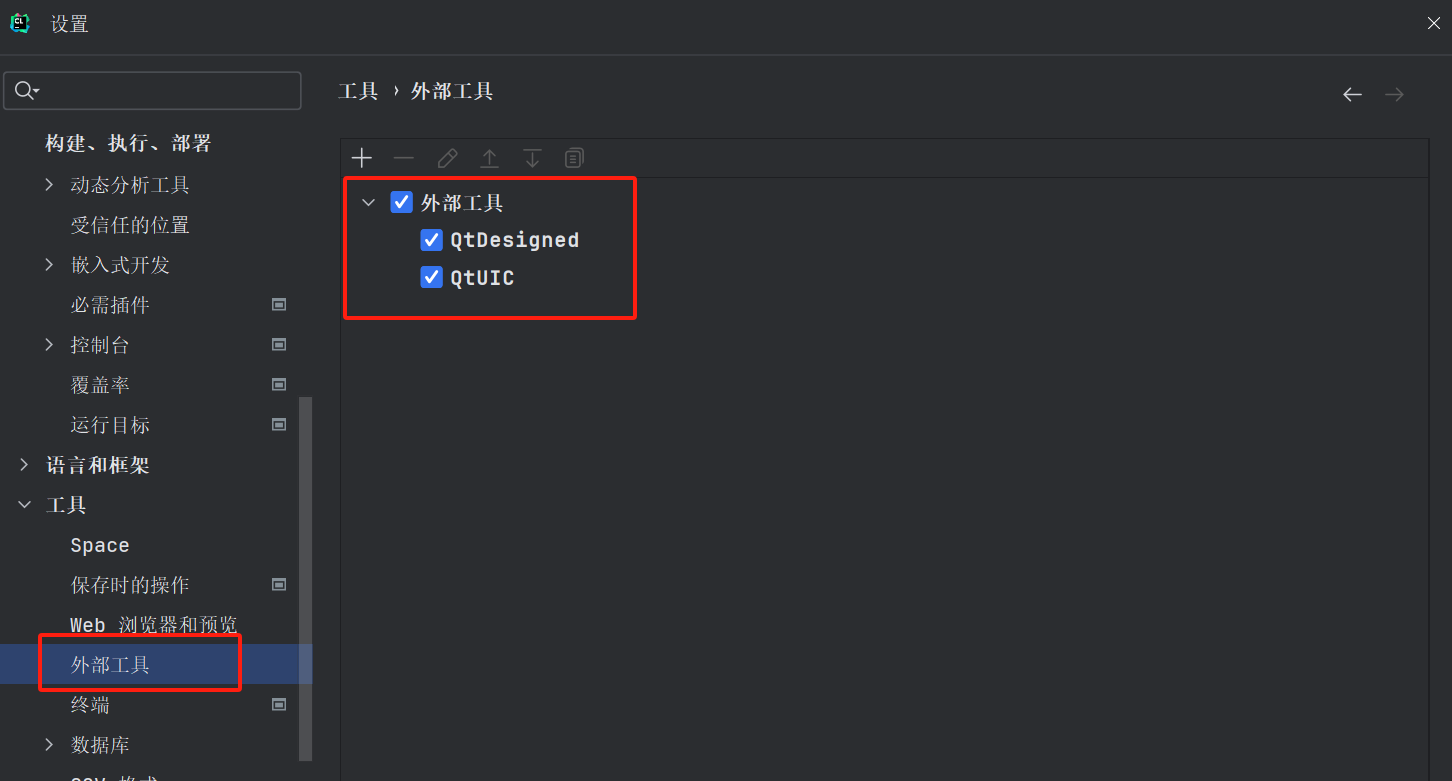 设置
工具 › 外部工具
构建、执行、部署
动态分析工具
受信任的位置
嵌入式开发
必需插件
控制台
覆盖率
运行目标
语言和框架
工具
Space
保存时的操作
Web 浏览器和预览
外部工具
终端
数据库
外部工具
QtDesigned
QtUIC